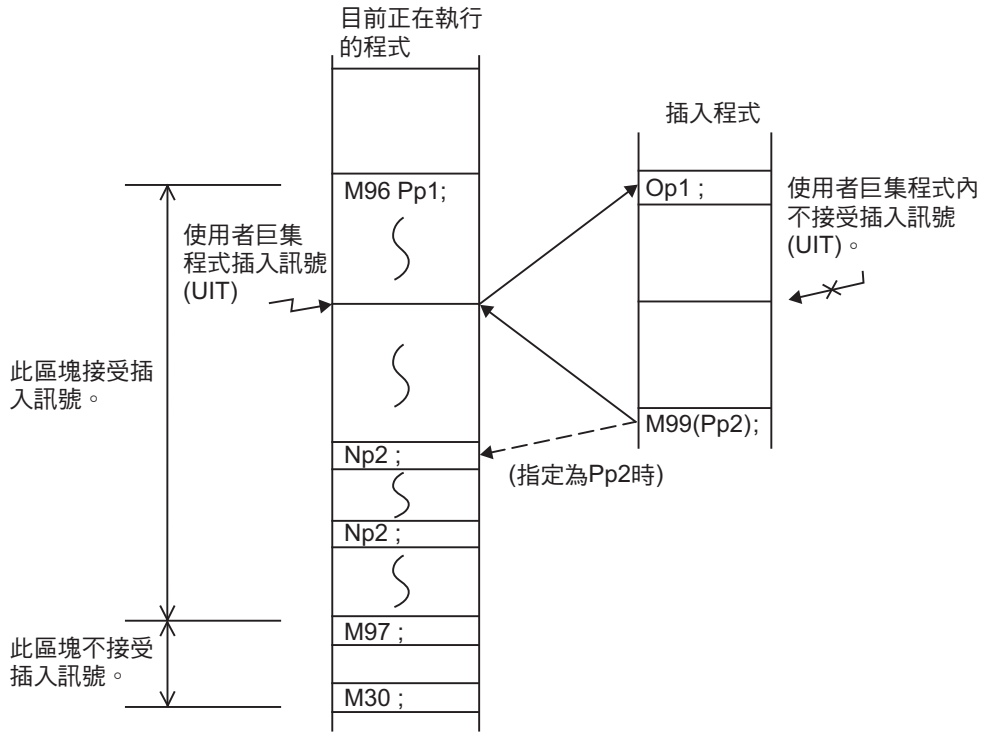 目前正在執行
的程式
插入程式
M96 Pp1;
Op1 ;
使用者巨集程式內
不接受插入訊號
(UIT)。
使用者巨集
程式插入訊號
(UIT)
此區塊接受插
入訊號。
M99(Pp2);
Np2 ;
(指定為Pp2時)
Np2 ;
M97 ;
此區塊不接受
插入訊號。
M30 ;